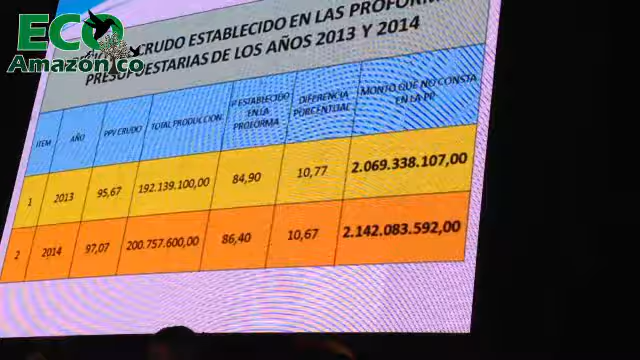 ECO
Amazónico
CRUDO ESTABLECIDO EN LAS
PRESUPUESTARIAS DE LOS AÑOS 2013 Y 2014
ITEM AÑO PPV CRUDO TOTAL PRODUCCION P ESTABLECIDO EN LA PROFORMA DIFERENCIA PORCENTUAL MONTO QUE NO CONSTA EN LA PP
1 2013 95,67 192.139.100,00 84,90 10,77 2.069.338.107,00
2 2014 97,07 200.757.600,00 86,40 10,67 2.142.083.592,00